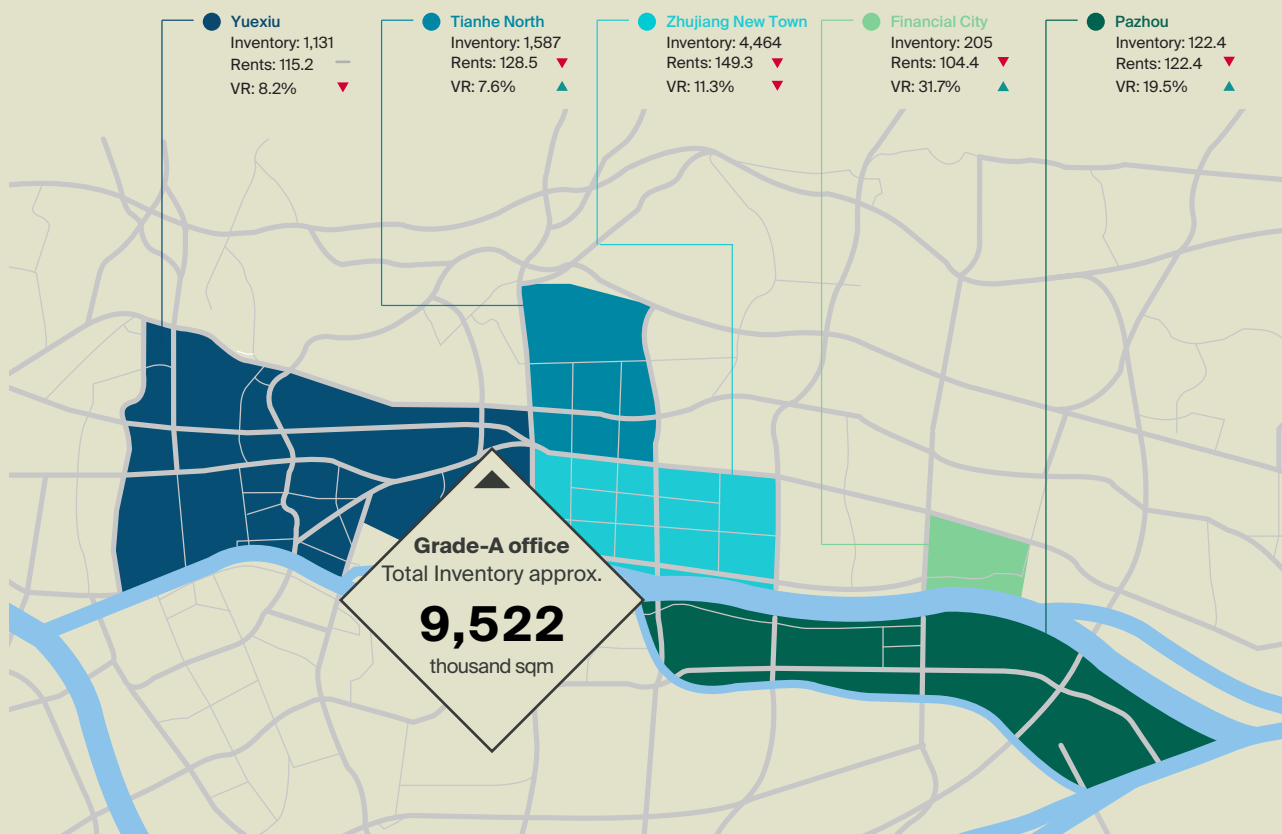 Yuexiu
Inventory: 1,131
Rents: 115.2
VR: 8.2%
Tianhe North
Inventory: 1,587
Rents: 128.5
VR: 7.6%
Zhujiang New Town
Inventory: 4,464
Rents: 149.3
VR: 11.3%
Financial City
Inventory: 205
Rents: 104.4
VR: 31.7%
Pazhou
Inventory: 122.4
Rents: 122.4
VR: 19.5%
Grade-A office
Total Inventory approx.
9,522
thousand sqm